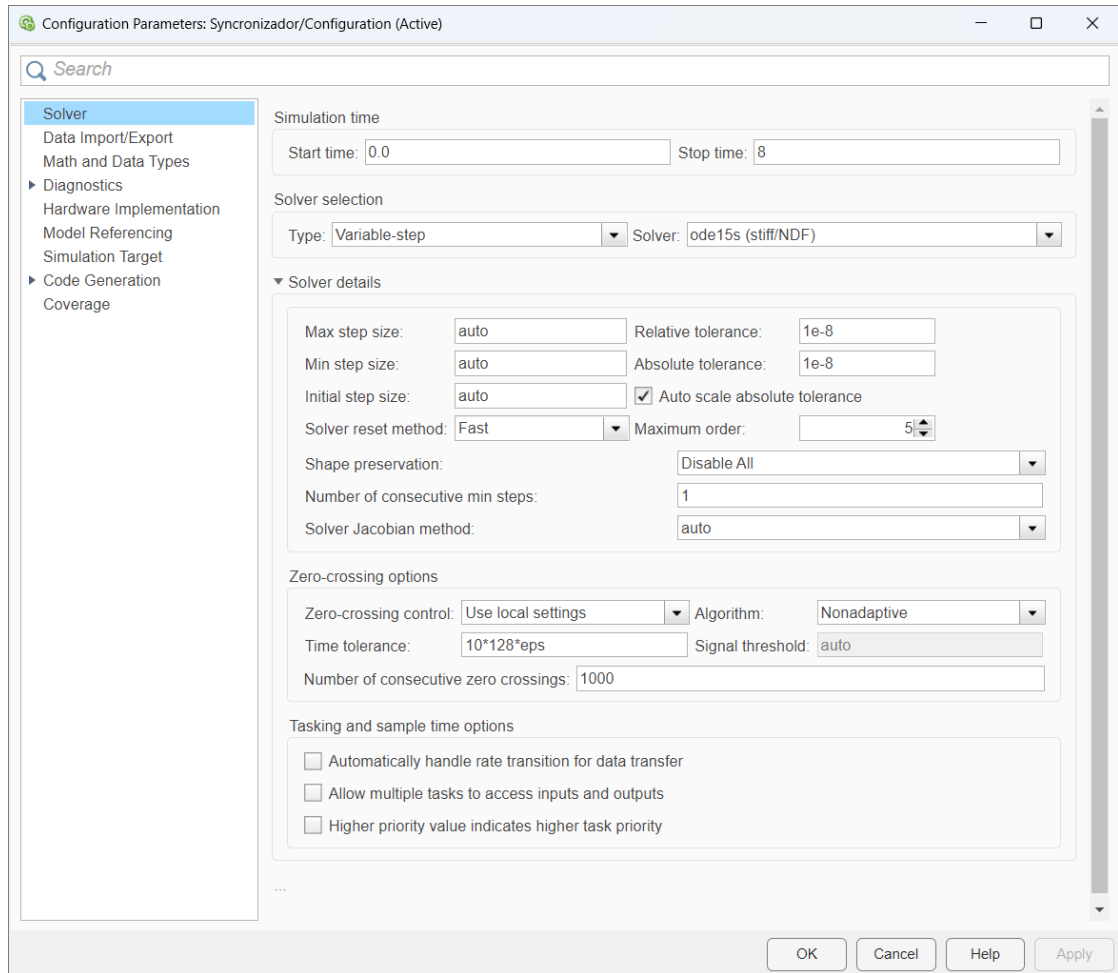 Configuration Parameters: Syncronizador/Configuration (Active)
Search
Solver
Data Import/Export
Math and Data Types
Diagnostics
Hardware Implementation
Model Referencing
Simulation Target
Code Generation
Coverage
Simulation time
Start time: 0.0 Stop time: 8
Solver selection
Type: Variable-step Solver: ode15s (stiff/NDF)
Solver details
Max step size: auto Relative tolerance: 1e-8
Min step size: auto Absolute tolerance: 1e-8
Initial step size: auto Auto scale absolute tolerance
Solver reset method: Fast Maximum order: 5
Shape preservation: Disable All
Number of consecutive min steps: 1
Solver Jacobian method: auto
Zero-crossing options
Zero-crossing control: Use local settings Algorithm: Nonadaptive
Time tolerance: 10*128*eps Signal threshold: auto
Number of consecutive zero crossings: 1000
Tasking and sample time options
Automatically handle rate transition for data transfer
Allow multiple tasks to access inputs and outputs
Higher priority value indicates higher task priority
...
OK Cancel Help Apply